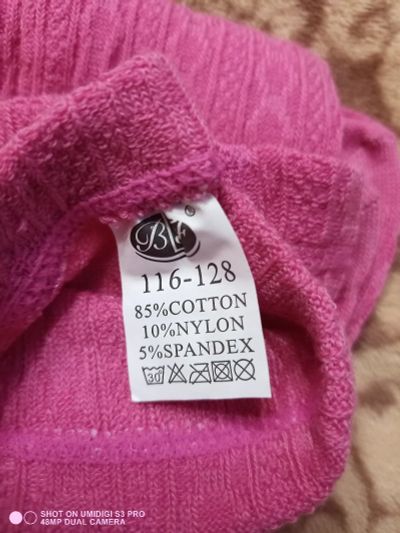 ®
116-128
85%COTTON
10%NYLON
5%SPANDEX
30
SHOT ON UMIDIGI S3 PRO
48MP DUAL CAMERA